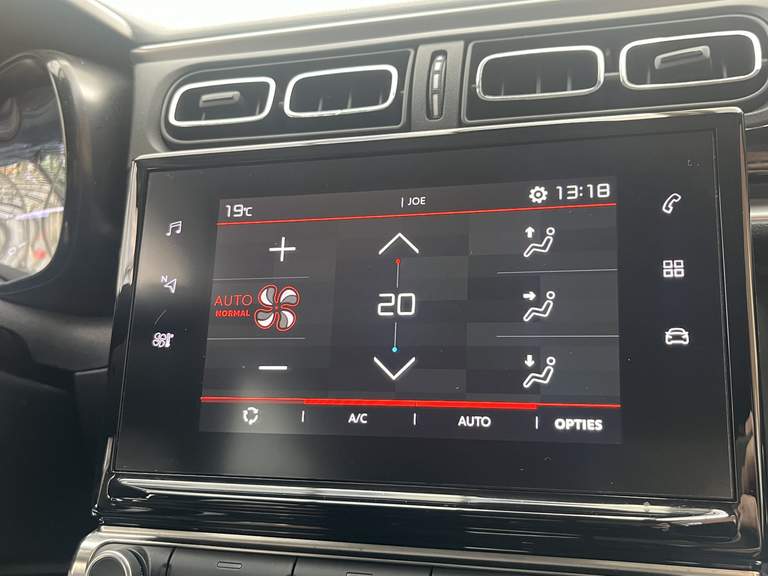 19°C
| JOE
13:18
N
AUTO
NORMAL
20
A/C
AUTO
OPTIES